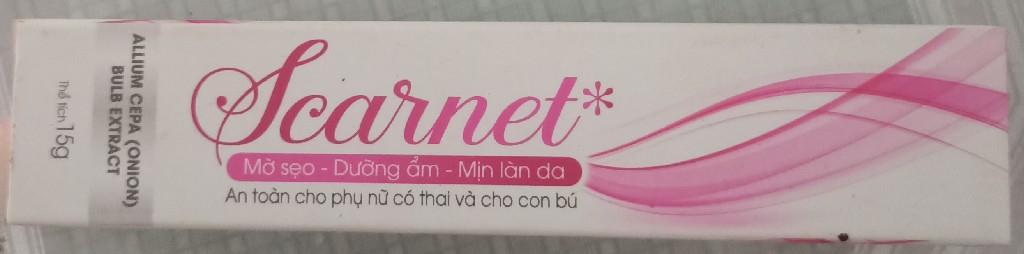 ALLIUM CEPA (ONION)
BULB EXTRACT
Thể tích 15g
Scarnet*
Mờ sẹo - Dưỡng ẩm - Mịn làn da
An toàn cho phụ nữ có thai và cho con bú